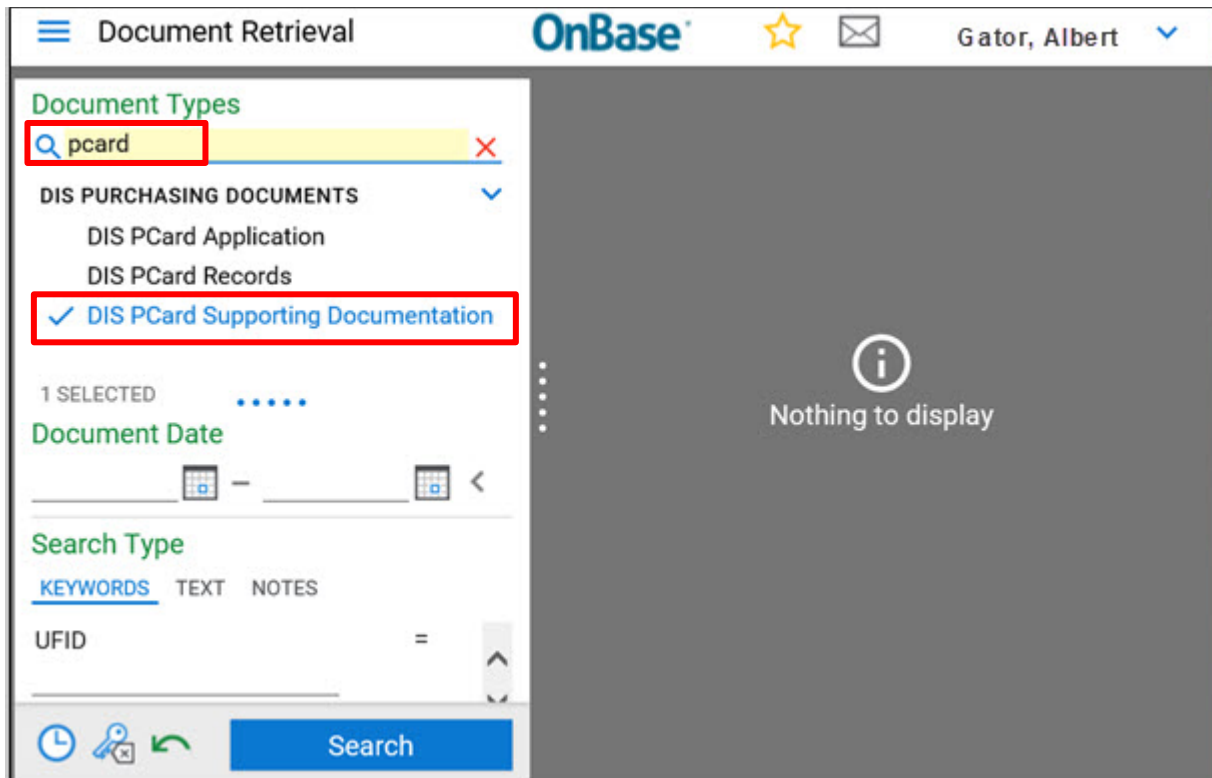 Document Retrieval
OnBase
Gator, Albert
Document Types
pcard
DIS PURCHASING DOCUMENTS
DIS PCard Application
DIS PCard Records
DIS PCard Supporting Documentation
1 SELECTED
Document Date
–
Search Type
KEYWORDS TEXT NOTES
UFID =
Search
Nothing to display